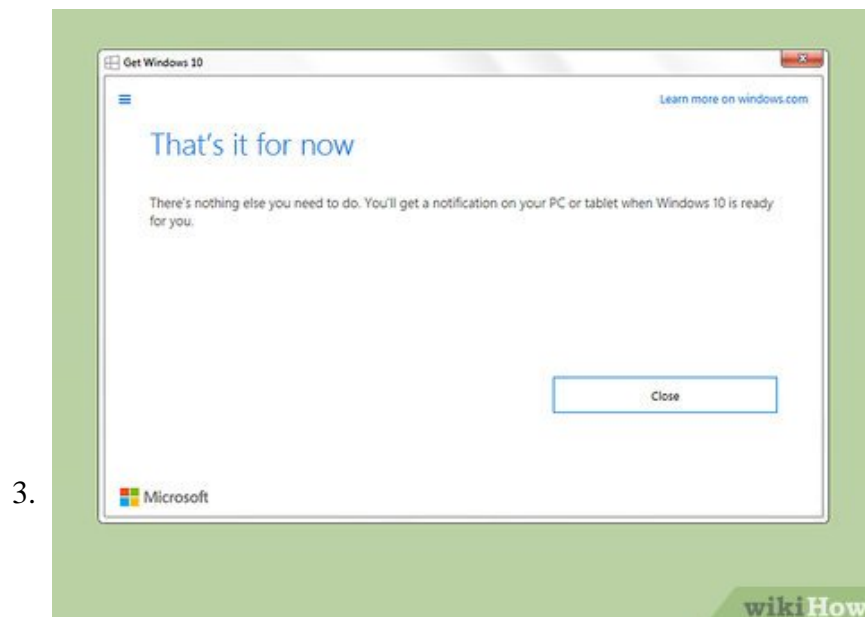 Get Windows 10
Learn more on windows.com
That's it for now
There's nothing else you need to do. You'll get a notification on your PC or tablet when Windows 10 is ready
for you.
Close
3.
Microsoft
wikiHow